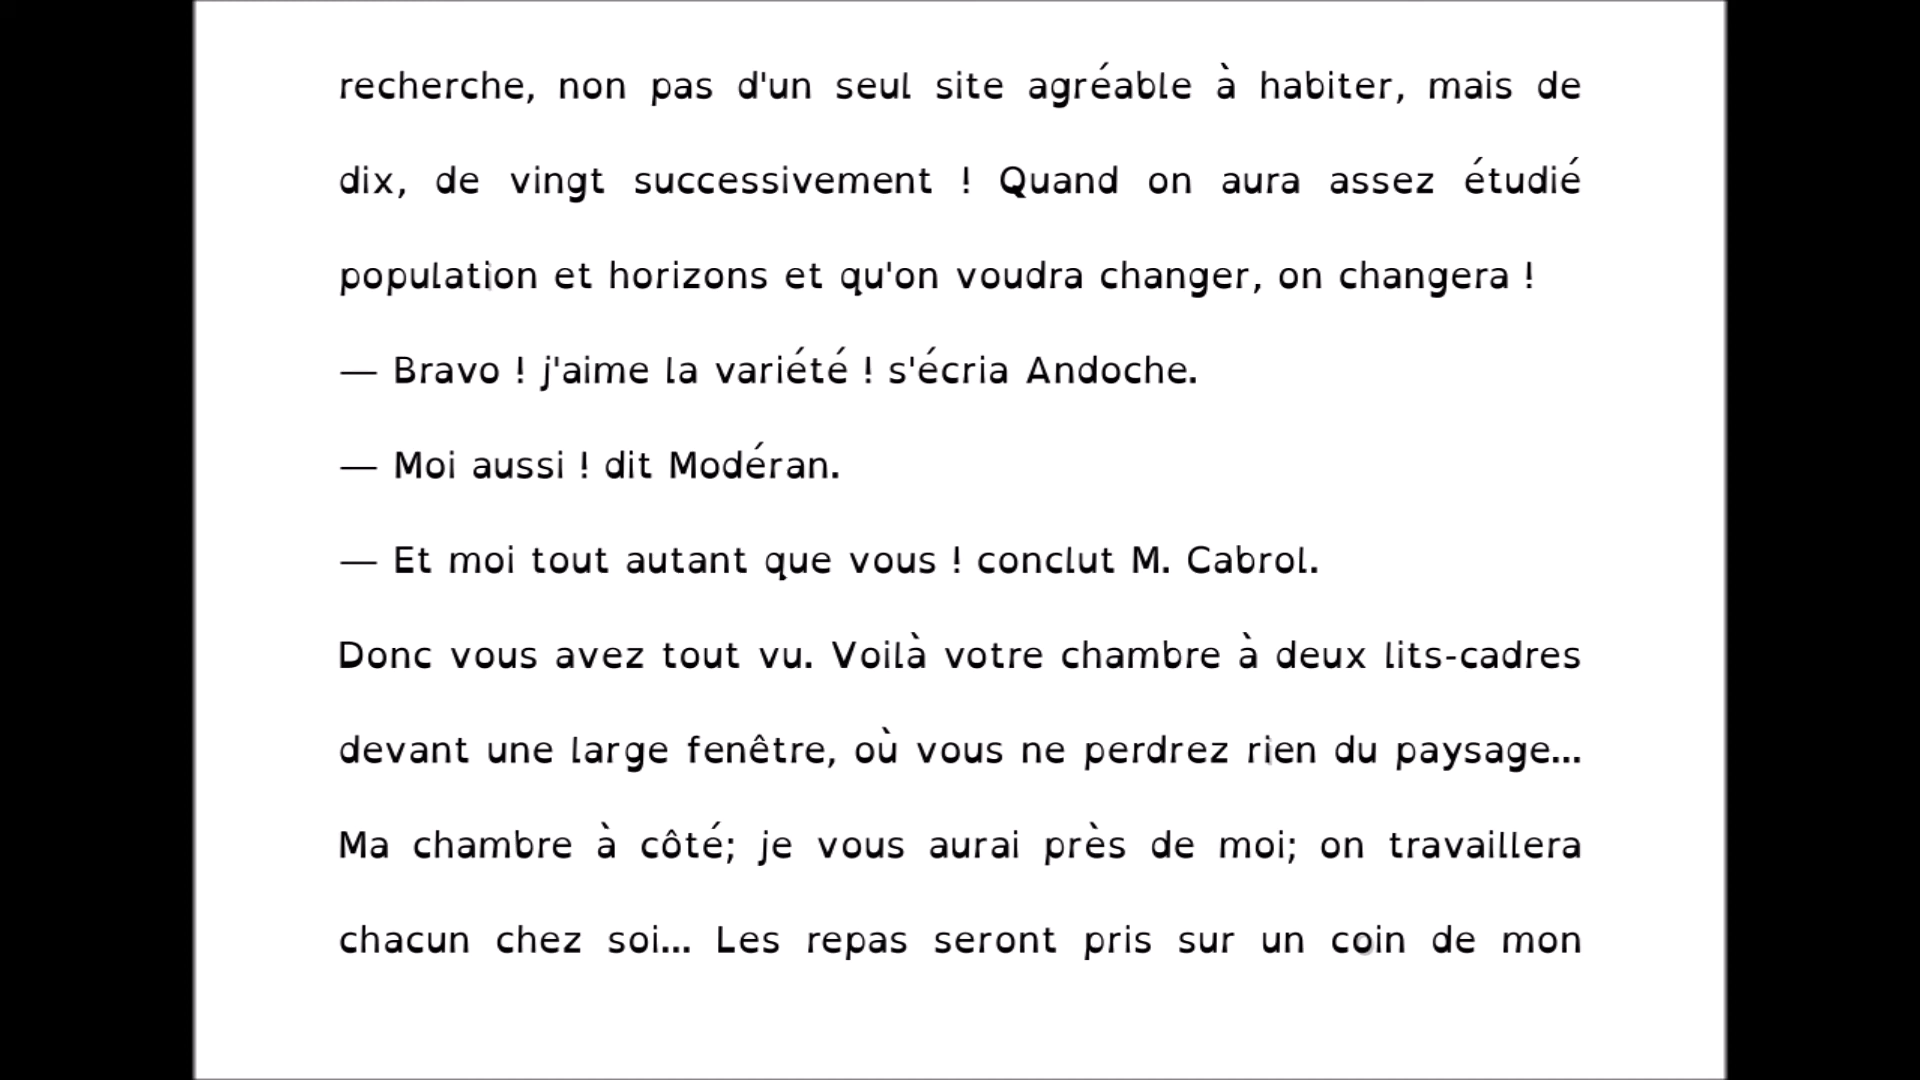 recherche, non pas d'un seul site agréable à habiter, mais de
dix, de vingt successivement ! Quand on aura assez étudié
population et horizons et qu'on voudra changer, on changera !
— Bravo ! j'aime la variété ! s'écria Andoche.
— Moi aussi ! dit Modéran.
— Et moi tout autant que vous ! conclut M. Cabrol.
Donc vous avez tout vu. Voilà votre chambre à deux lits-cadres
devant une large fenêtre, où vous ne perdrez rien du paysage...
Ma chambre à côté; je vous aurai près de moi; on travaillera
chacun chez soi... Les repas seront pris sur un coin de mon